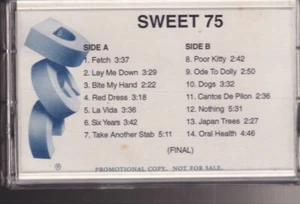 SWEET 75
SIDE A
1. Fetch 3:37
2. Lay Me Down 3:29
3. Bite My Hand 2:22
4. Red Dress 3:18
5. La Vida 3:36
6. Six Years 3:42
7. Take Another Stab 5:11
SIDE B
8. Poor Kitty 2:42
9. Ode To Dolly 2:50
10. Dogs 3:32
11. Cantos De Pilon 2:36
12. Nothing 5:31
13. Japan Trees 2:27
14. Oral Health 4:46
(FINAL)
®
PROMOTIONAL COPY. NOT FOR SALE.